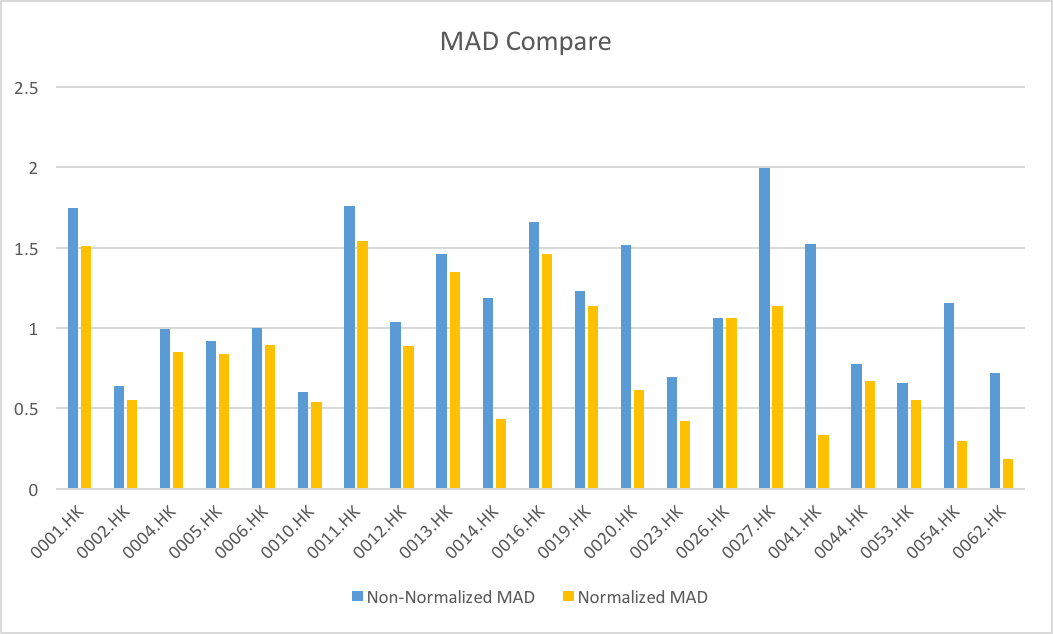 MAD Compare
2.5
2
1.5
1
0.5
0
0001.HK
0002.HK
0004.HK
0005.HK
0006.HK
0010.HK
0011.HK
0012.HK
0013.HK
0014.HK
0016.HK
0019.HK
0020.HK
0023.HK
0026.HK
0027.HK
0041.HK
0044.HK
0053.HK
0054.HK
0062.HK
Non-Normalized MAD
Normalized MAD